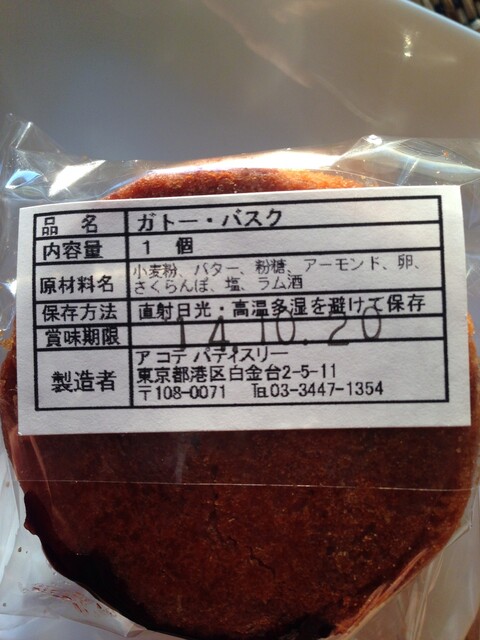 品名 ガトー・バスク
内容量 1 個
原材料名 小麦粉、バター、粉糖、アーモンド、卵、
さくらんぼ、塩、ラム酒
保存方法 直射日光・高温多湿を避けて保存
賞味期限 14.10.20
製造者 アコテ パティスリー
東京都港区白金台2-5-11
〒108-0071 ℡03-3447-1354